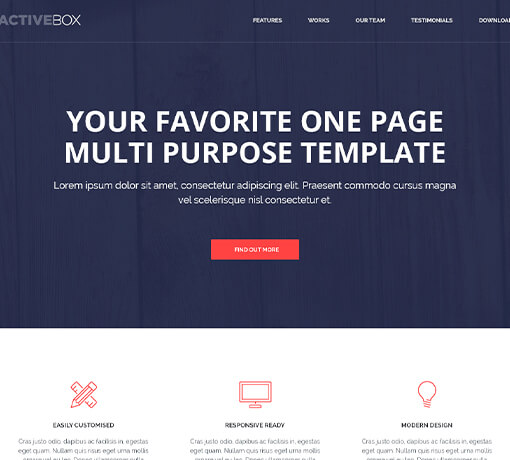 ACTIVEBOX
FEATURES WORKS OUR TEAM TESTIMONIALS DOWNLOA
YOUR FAVORITE ONE PAGE
MULTI PURPOSE TEMPLATE
Lorem ipsum dolor sit amet, consectetur adipiscing elit. Praesent commodo cursus magna
vel scelerisque nisl consectetur et.
FIND OUT MORE
EASILY CUSTOMISED
Cras justo odio, dapibus ac facilisis in, egestas
eget quam. Nullam quis risus eget urna mollis
RESPONSIVE READY
Cras justo odio, dapibus ac facilisis in, egestas
eget quam. Nullam quis risus eget urna mollis
MODERN DESIGN
Cras justo odio, dapibus ac facilisis in, egestas
eget quam. Nullam quis risus eget urna mollis